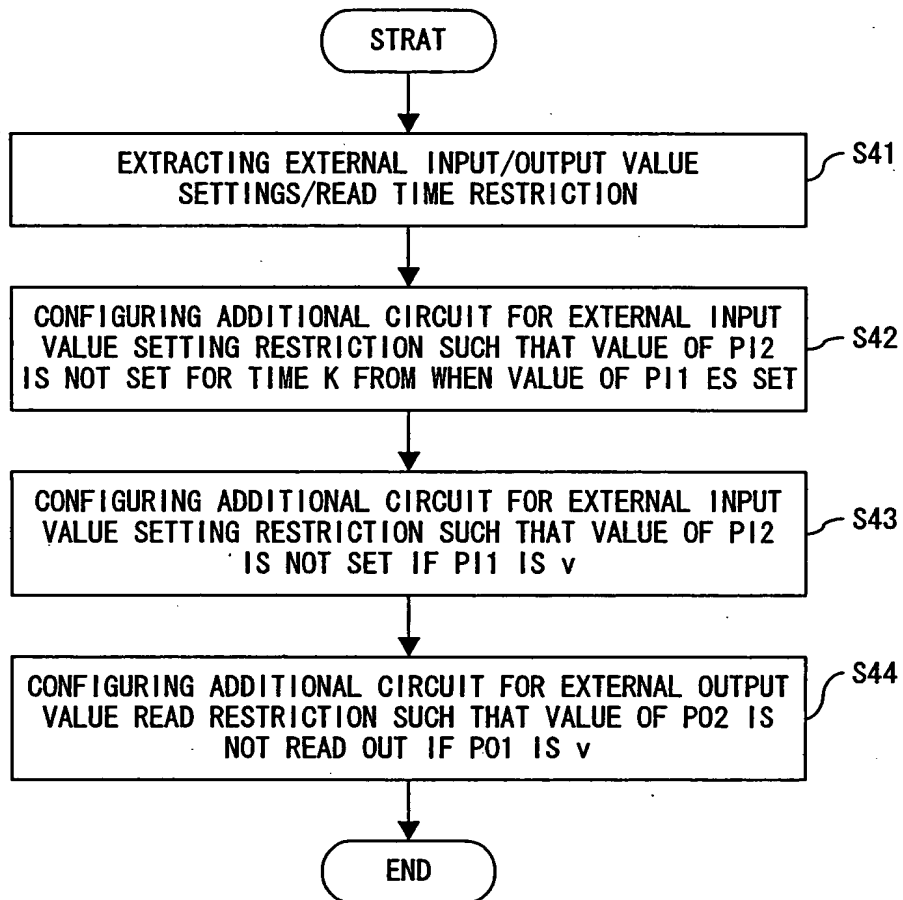 STRAT
EXTRACTING EXTERNAL INPUT/OUTPUT VALUE
SETTINGS/READ TIME RESTRICTION
S41
CONFIGURING ADDITIONAL CIRCUIT FOR EXTERNAL INPUT
VALUE SETTING RESTRICTION SUCH THAT VALUE OF PI2
IS NOT SET FOR TIME K FROM WHEN VALUE OF PI1 ES SET
S42
CONFIGURING ADDITIONAL CIRCUIT FOR EXTERNAL INPUT
VALUE SETTING RESTRICTION SUCH THAT VALUE OF PI2
IS NOT SET IF PI1 IS v
S43
CONFIGURING ADDITIONAL CIRCUIT FOR EXTERNAL OUTPUT
VALUE READ RESTRICTION SUCH THAT VALUE OF PO2 IS
NOT READ OUT IF PO1 IS v
S44
END